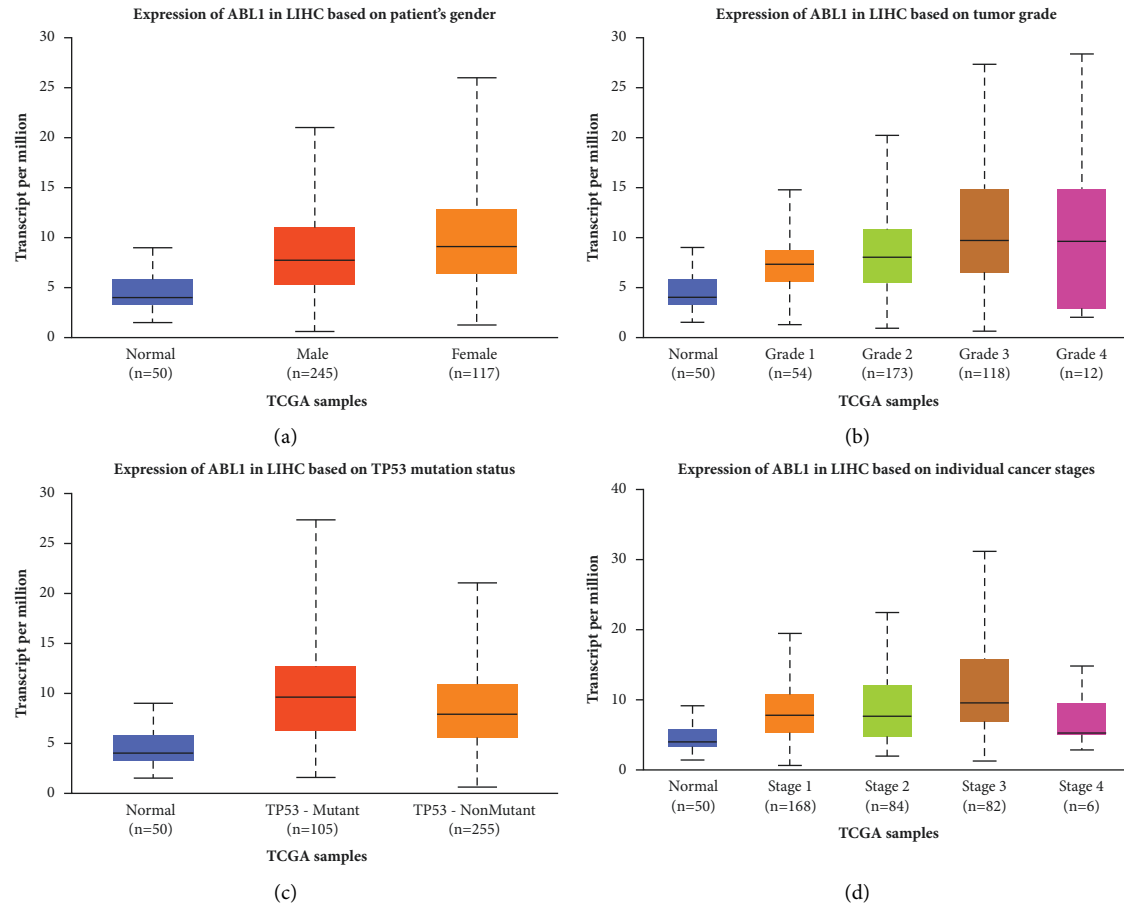 Expression of ABL1 in LIHC based on patient's gender
30
25
20
15
10
5
0
Transcript per million
Normal
(n=50)
Male
(n=245)
Female
(n=117)
TCGA samples
(a)
Expression of ABL1 in LIHC based on tumor grade
30
25
20
15
10
5
0
Transcript per million
Normal
(n=50)
Grade 1
(n=54)
Grade 2
(n=173)
Grade 3
(n=118)
Grade 4
(n=12)
TCGA samples
(b)
Expression of ABL1 in LIHC based on TP53 mutation status
30
25
20
15
10
5
0
Transcript per million
Normal
(n=50)
TP53 - Mutant
(n=105)
TP53 - NonMutant
(n=255)
TCGA samples
(c)
Expression of ABL1 in LIHC based on individual cancer stages
40
30
20
10
0
Transcript per million
Normal
(n=50)
Stage 1
(n=168)
Stage 2
(n=84)
Stage 3
(n=82)
Stage 4
(n=6)
TCGA samples
(d)